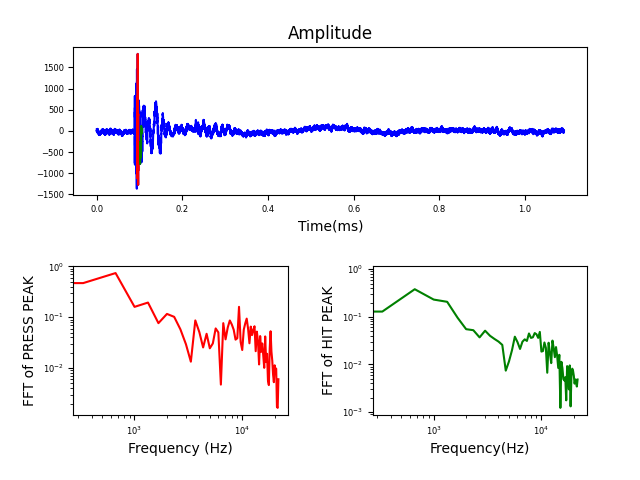 Amplitude
1500
1000
500
0
−500
−1000
−1500
0.0 0.2 0.4 0.6 0.8 1.0
Time(ms)
FFT of PRESS PEAK
10⁰
10⁻¹
10⁻²
10³ 10⁴
Frequency (Hz)
FFT of HIT PEAK
10⁰
10⁻¹
10⁻²
10⁻³
10³ 10⁴
Frequency(Hz)